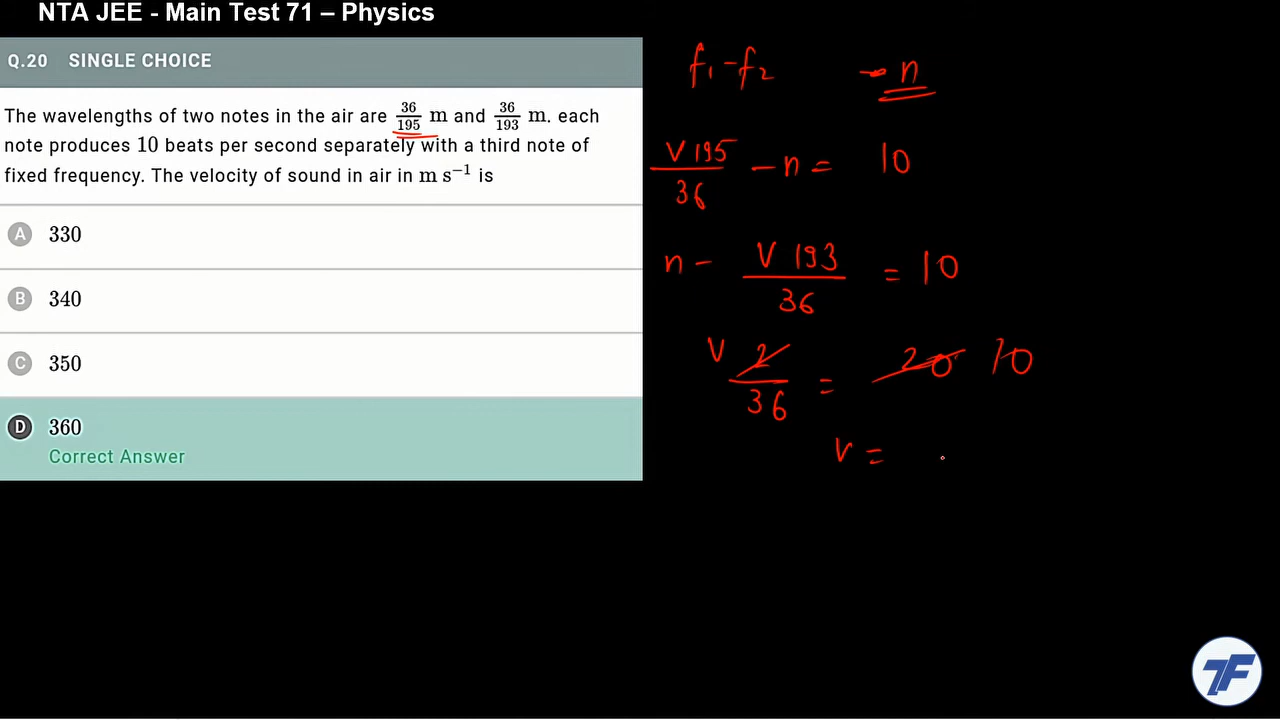 NTA JEE - Main Test 71 – Physics
Q.20 SINGLE CHOICE
The wavelengths of two notes in the air are 36/195 m and 36/193 m. each
note produces 10 beats per second separately with a third note of
fixed frequency. The velocity of sound in air in m s⁻¹ is
A 330
B 340
C 350
D 360
Correct Answer
f₁-f₂ n
V 195/36 - n = 10
n - V 193/36 = 10
V 2/36 = 20 10
V =
7F